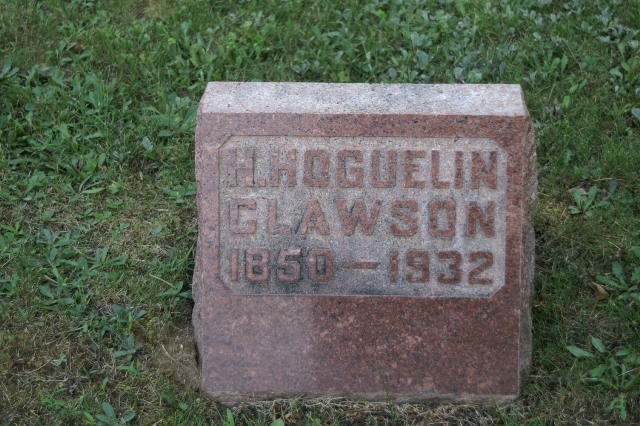 H. HOGUELIN
CLAWSON
1850 — 1932